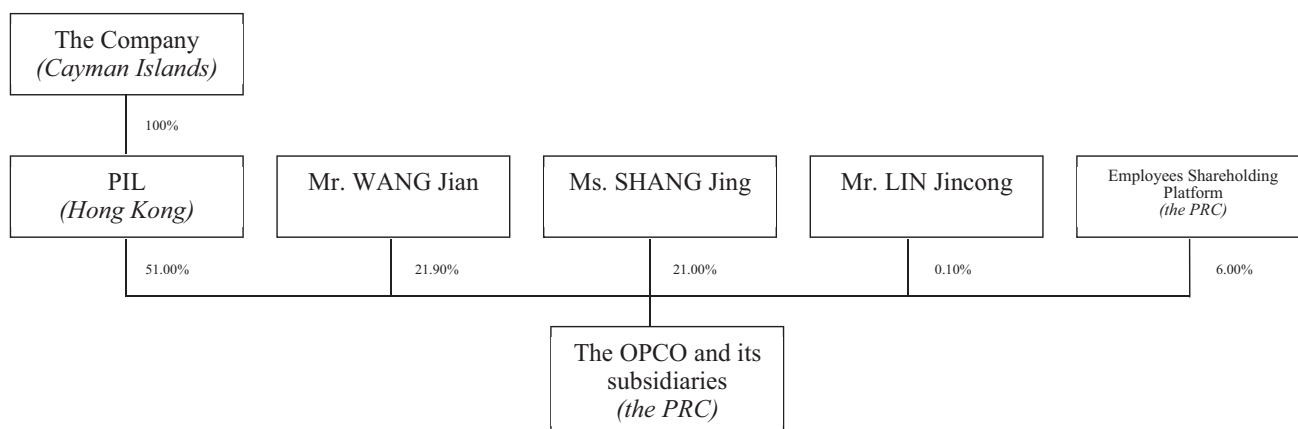 The Company
(Cayman Islands)
100%
PIL
(Hong Kong)
Mr. WANG Jian
Ms. SHANG Jing
Mr. LIN Jincong
Employees Shareholding
Platform
(the PRC)
51.00%
21.90%
21.00%
0.10%
6.00%
The OPCO and its
subsidiaries
(the PRC)